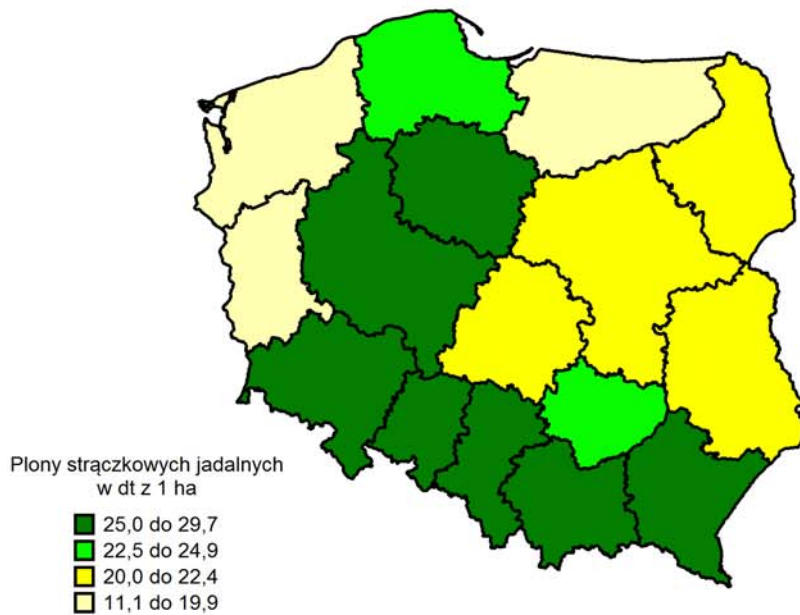 Plony strączkowych jadalnych
w dt z 1 ha
25,0 do 29,7
22,5 do 24,9
20,0 do 22,4
11,1 do 19,9